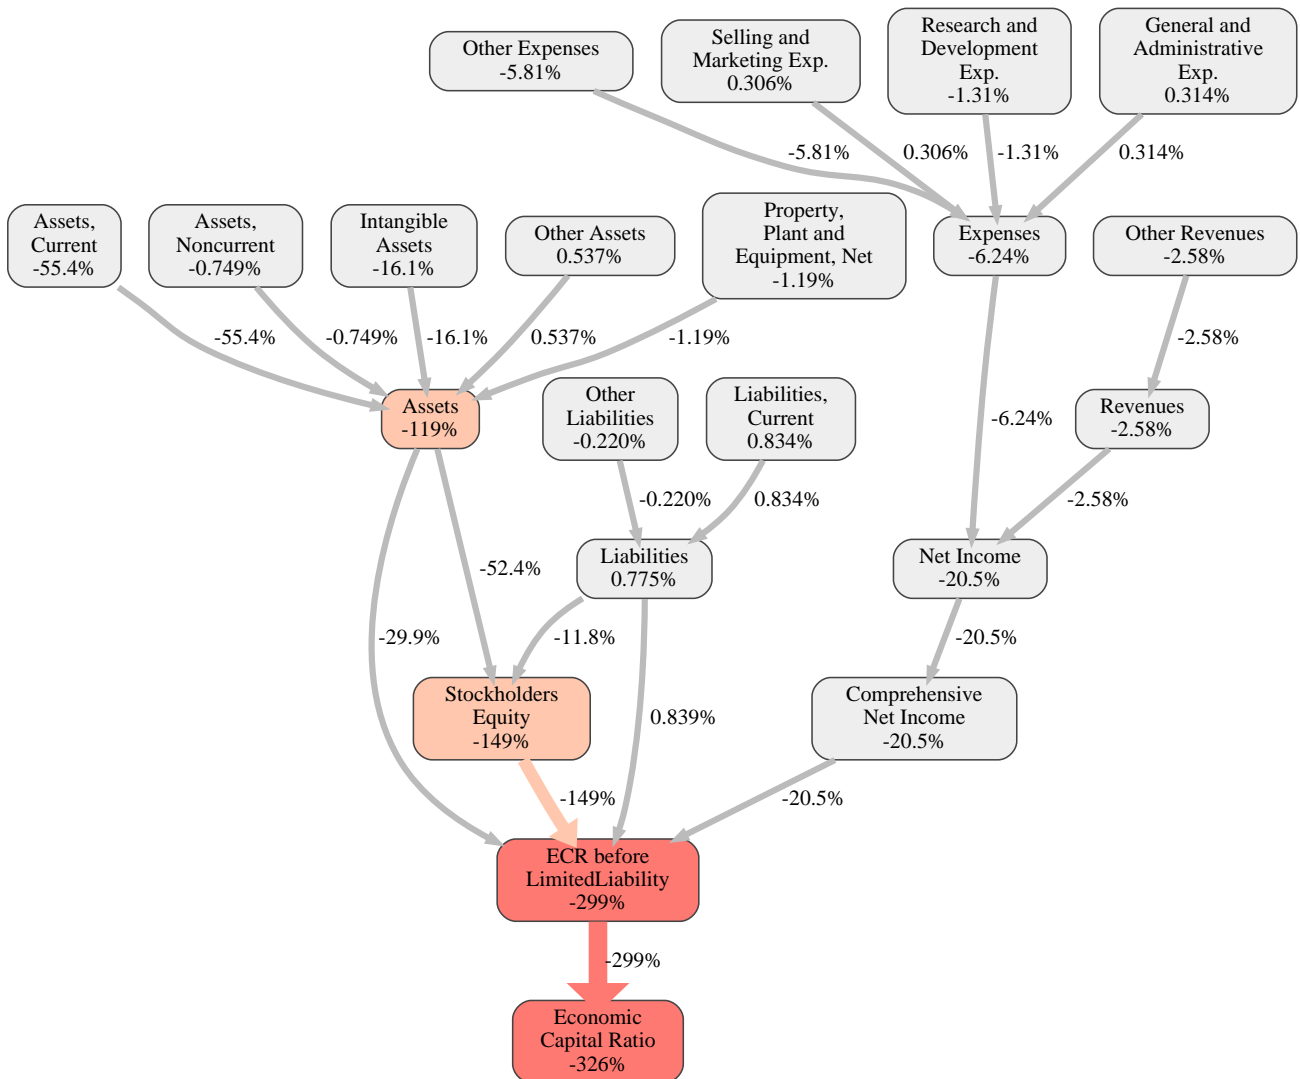 Other Expenses
-5.81%
Selling and
Marketing Exp.
0.306%
Research and
Development
Exp.
-1.31%
General and
Administrative
Exp.
0.314%
-5.81%
0.306%
-1.31%
0.314%
Assets,
Current
-55.4%
Assets,
Noncurrent
-0.749%
Intangible
Assets
-16.1%
Other Assets
0.537%
Property,
Plant and
Equipment, Net
-1.19%
Expenses
-6.24%
Other Revenues
-2.58%
-55.4%
-0.749%
-16.1%
0.537%
-1.19%
-2.58%
Assets
-119%
Other
Liabilities
-0.220%
Liabilities,
Current
0.834%
-6.24%
Revenues
-2.58%
-0.220%
0.834%
-2.58%
-52.4%
Liabilities
0.775%
Net Income
-20.5%
-29.9%
-11.8%
-20.5%
Stockholders
Equity
-149%
0.839%
Comprehensive
Net Income
-20.5%
-149%
-20.5%
ECR before
LimitedLiability
-299%
-299%
Economic
Capital Ratio
-326%